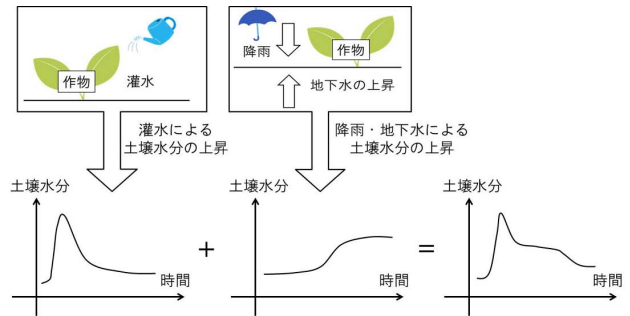 作物
灌水
降雨
作物
地下水の上昇
灌水による
土壌水分の上昇
降雨・地下水による
土壌水分の上昇
土壌水分
時間
+
土壌水分
時間
=
土壌水分
時間